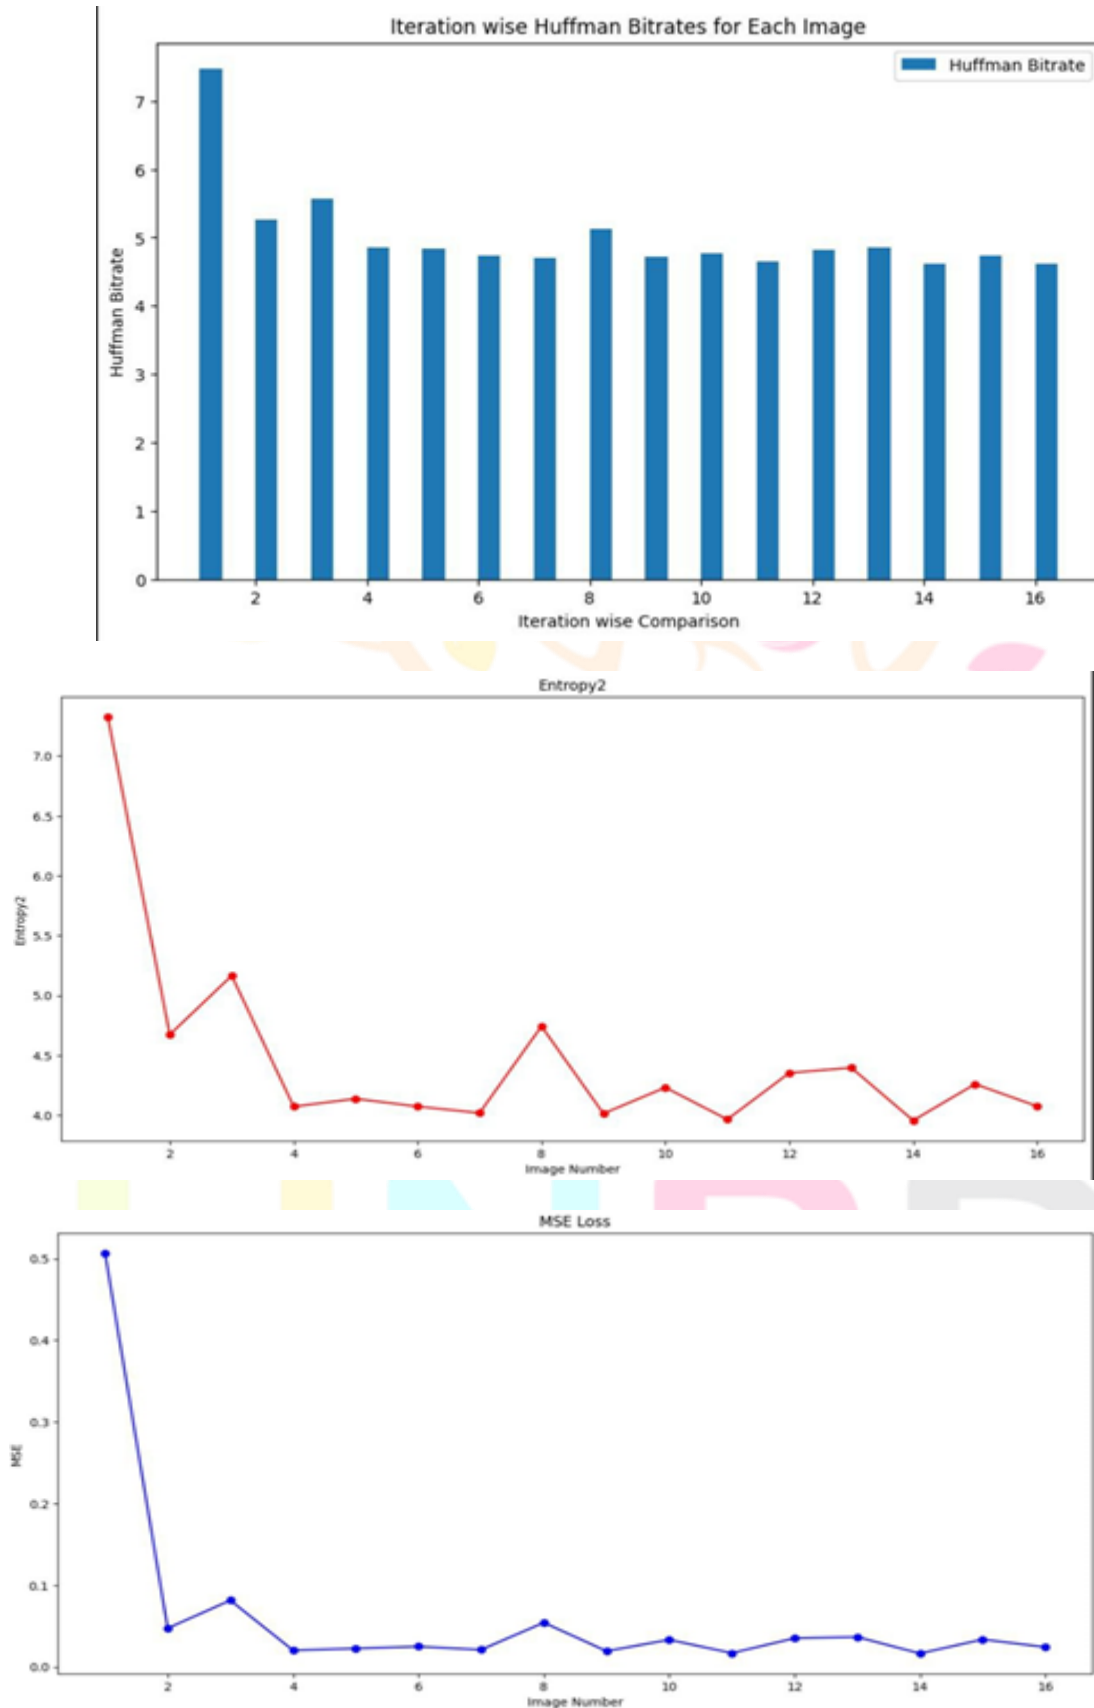 Iteration wise Huffman Bitrates for Each Image
Huffman Bitrate
7
6
5
4
3
2
1
0
Huffman Bitrate
2 4 6 8 10 12 14 16
Iteration wise Comparison
Entropy2
7.0
6.5
6.0
5.5
5.0
4.5
4.0
Entropy2
2 4 6 8 10 12 14 16
Image Number
MSE Loss
0.5
0.4
0.3
0.2
0.1
0.0
MSE
2 4 6 8 10 12 14 16
Image Number